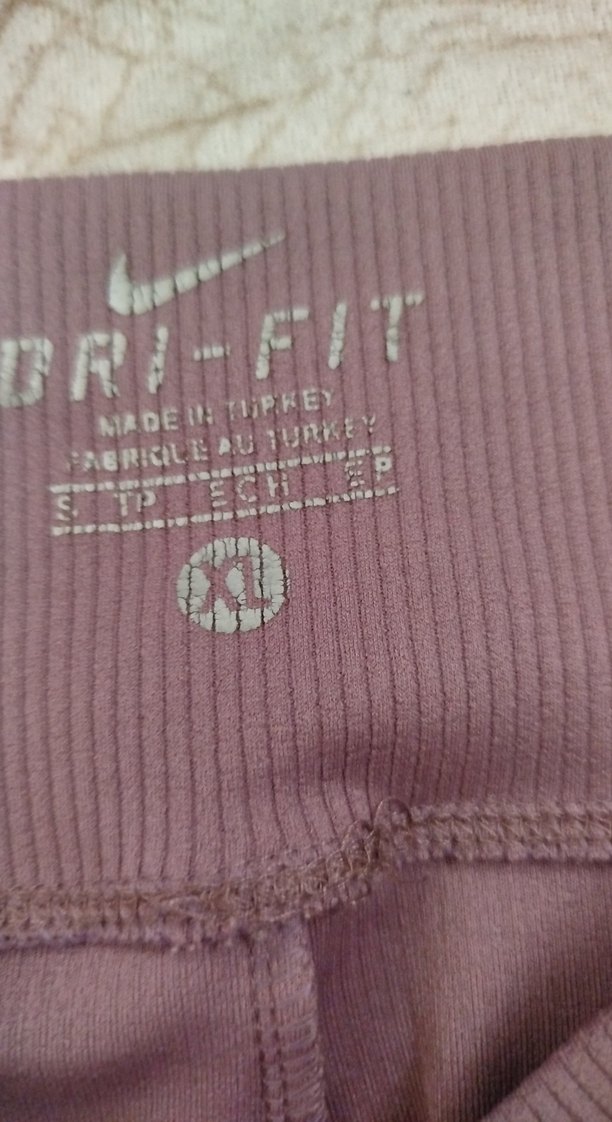 DRI-FIT
MADE IN TURKEY
FABRIQUE AU TURKEY
S TP ECH EP
XL